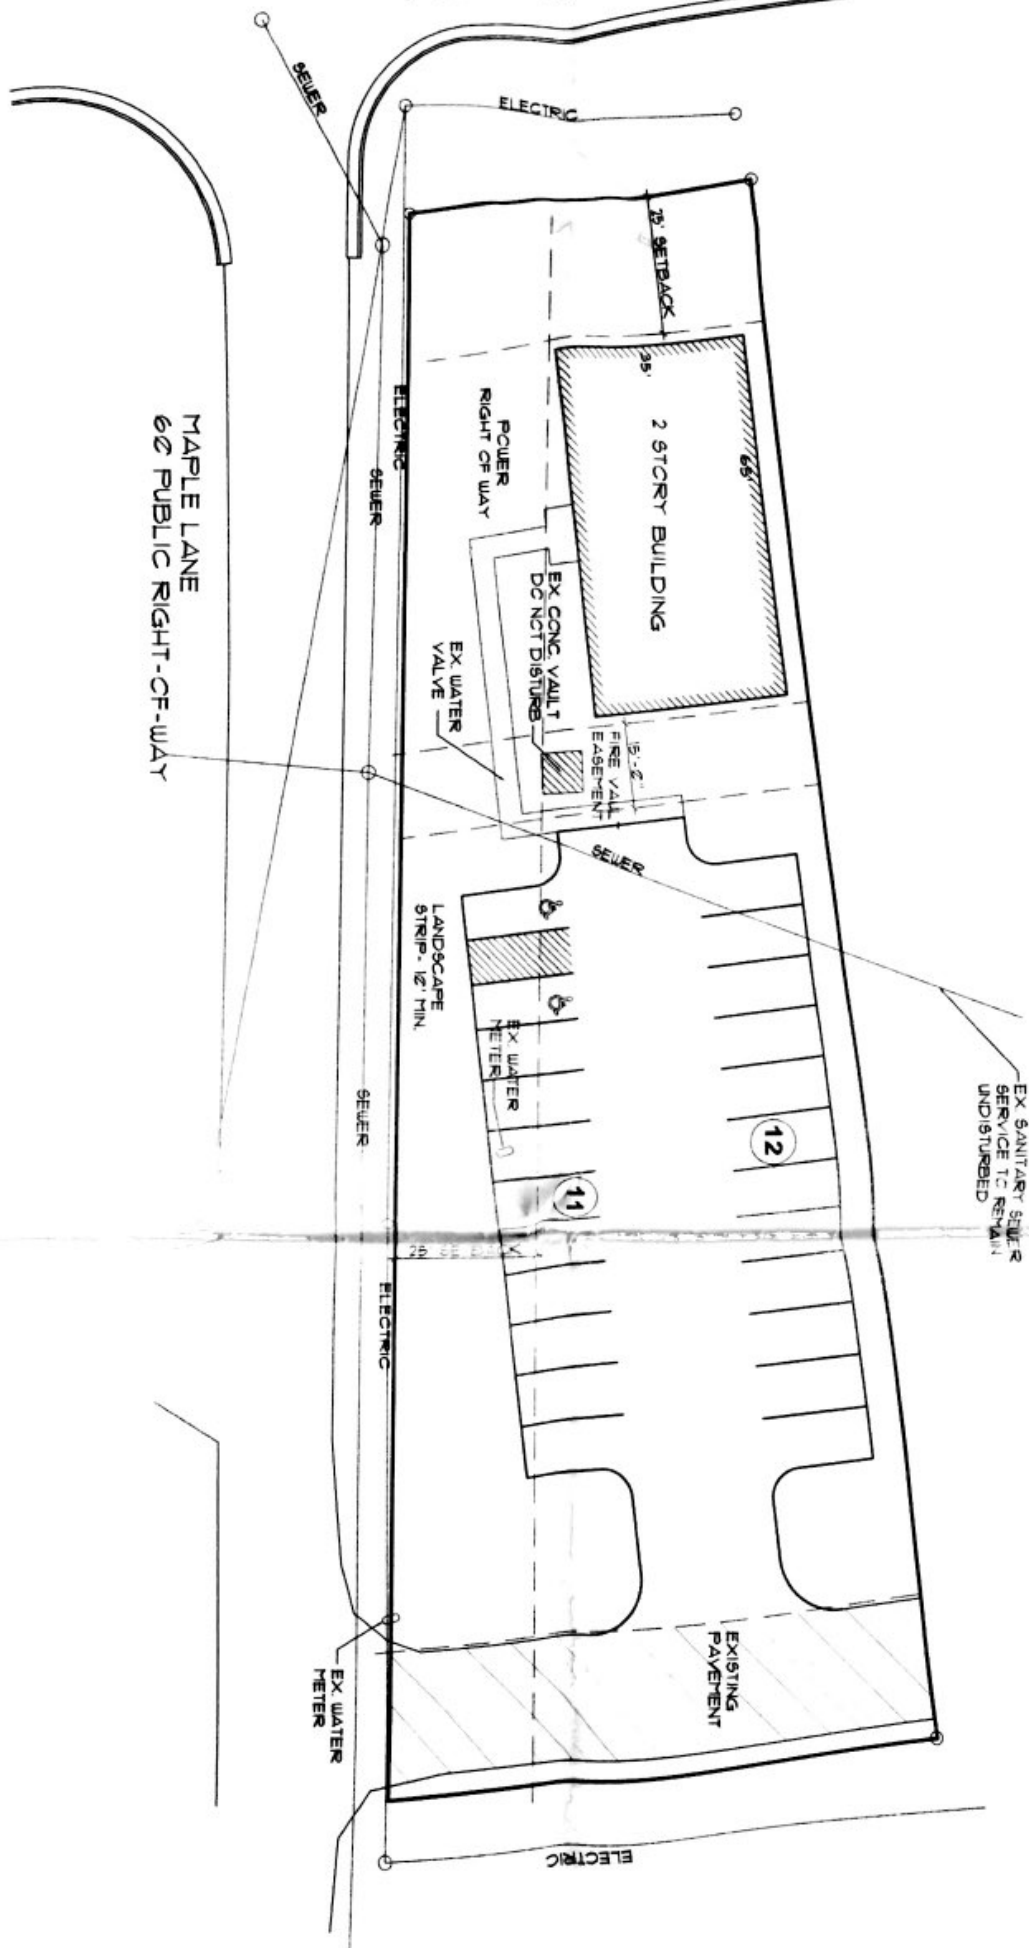 SEWER
ELECTRIC
25' SETBACK
35'
65'
2 STORY BUILDING
ELECTRIC
SEWER
POWER
RIGHT OF WAY
MAPLE LANE
60' PUBLIC RIGHT-OF-WAY
EX. CONC. VAULT
DO NOT DISTURB
EX. WATER
VALVE
15'-0"
FIRE VAULT
EASEMENT
SEWER
LANDSCAPE
STRIP - 10' MIN.
EX. WATER
METER
12
11
EX SANITARY SEWER
SERVICE TO REMAIN
UNDISTURBED
SEWER
25' SETBACK
ELECTRIC
EXISTING
PAVEMENT
EX. WATER
METER
ELECTRIC